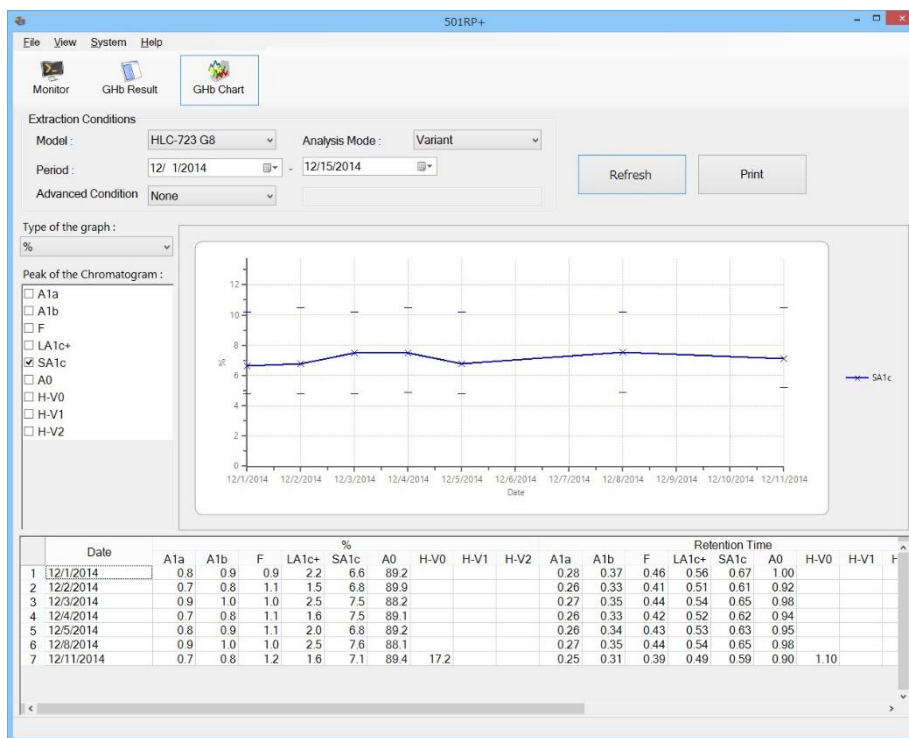 501RP+
File View System Help
Monitor GHb Result GHb Chart
Extraction Conditions
Model : HLC-723 G8 Analysis Mode : Variant
Period : 12/ 1/2014 - 12/15/2014
Refresh Print
Advanced Condition None
Type of the graph :
%
Peak of the Chromatogram :
A1a
A1b
F
LA1c+
SA1c
A0
H-V0
H-V1
H-V2
12
10
8
6
4
2
0
%
12/1/2014 12/2/2014 12/3/2014 12/4/2014 12/5/2014 12/6/2014 12/7/2014 12/8/2014 12/9/2014 12/10/2014 12/11/2014
Date
SA1c
Date % Retention Time
A1a A1b F LA1c+ SA1c A0 H-V0 H-V1 H-V2 A1a A1b F LA1c+ SA1c A0 H-V0 H-V1 H
1 12/1/2014 0.8 0.9 0.9 2.2 6.6 89.2 0.28 0.37 0.46 0.56 0.67 1.00
2 12/2/2014 0.7 0.8 1.1 1.5 6.8 89.9 0.26 0.33 0.41 0.51 0.61 0.92
3 12/3/2014 0.9 1.0 1.0 2.5 7.5 88.2 0.27 0.35 0.44 0.54 0.65 0.98
4 12/4/2014 0.7 0.8 1.1 1.6 7.5 89.1 0.26 0.33 0.42 0.52 0.62 0.94
5 12/5/2014 0.8 0.9 1.1 2.0 6.8 89.2 0.26 0.34 0.43 0.53 0.63 0.95
6 12/8/2014 0.9 1.0 1.0 2.5 7.6 88.1 0.27 0.35 0.44 0.54 0.65 0.98
7 12/11/2014 0.7 0.8 1.2 1.6 7.1 89.4 17.2 0.25 0.31 0.39 0.49 0.59 0.90 1.10